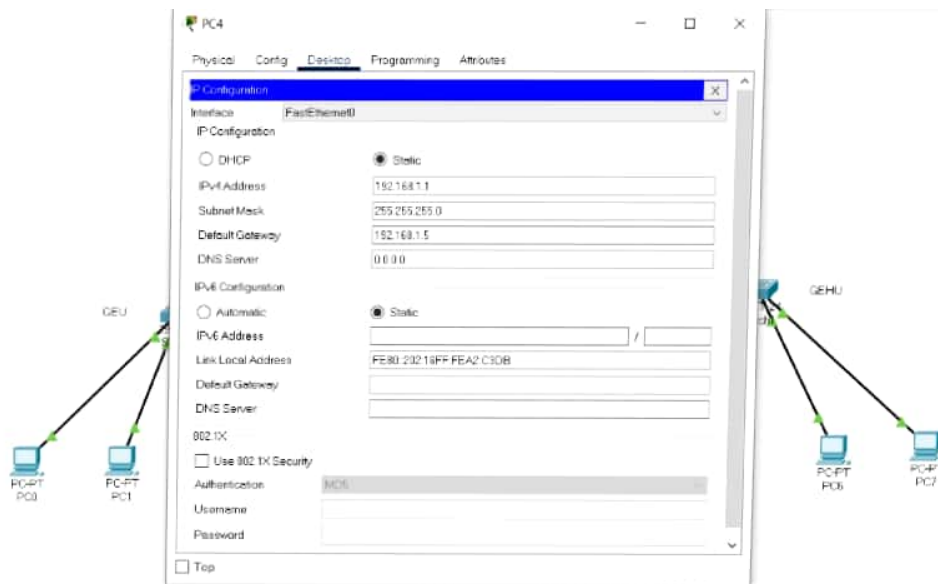 PC4
Physical Config Desktop Programming Attributes
IP Configuration X
Interface FastEthernet0
IP Configuration
DHCP Static
IPv4 Address 192.168.1.1
Subnet Mask 255.255.255.0
Default Gateway 192.168.1.5
DNS Server 0.0.0.0
IPv6 Configuration
Automatic Static
IPv6 Address /
Link Local Address FE80::202:16FF:FEA2:C3DB
Default Gateway
DNS Server
802.1X
Use 802.1X Security
Authentication MD5
Username
Password
Top
GEU
PC-PT
PC0
PC-PT
PC1
GEHU
PC-PT
PC6
PC-PT
PC7